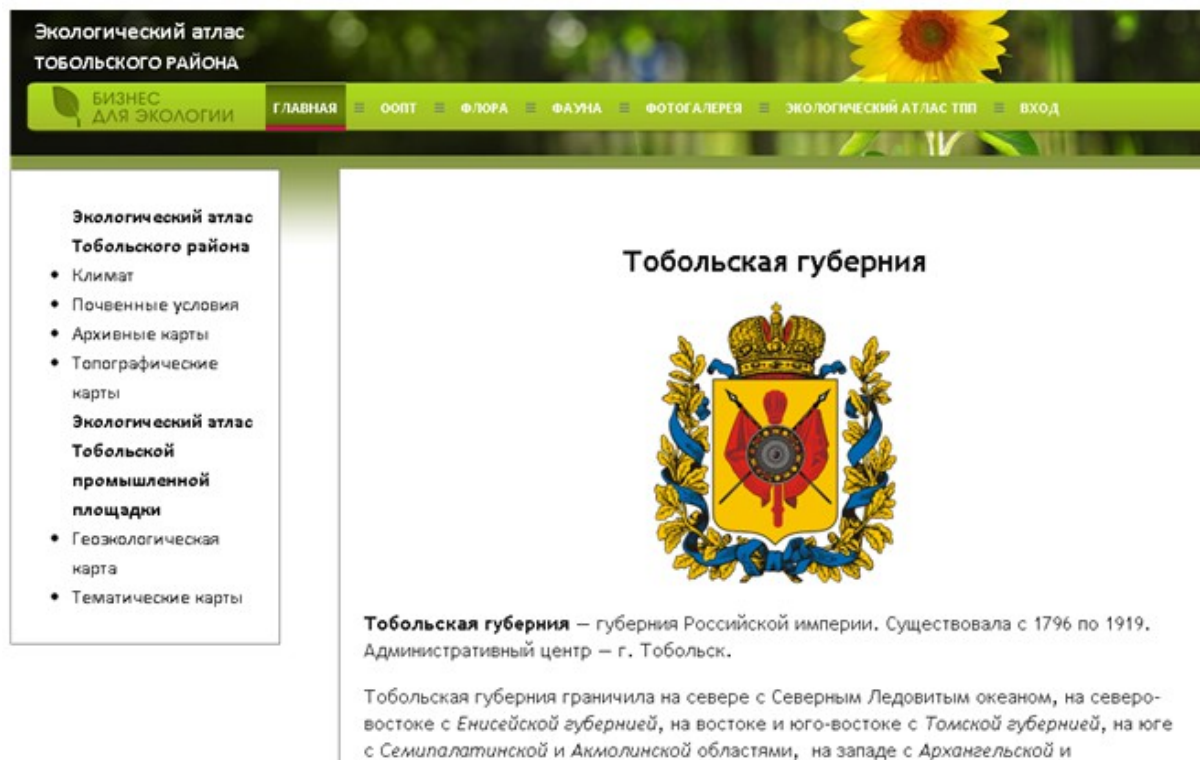 Экологический атлас
ТОБОЛЬСКОГО РАЙОНА
БИЗНЕС
ДЛЯ ЭКОЛОГИИ
ГЛАВНАЯ ООПТ ФЛОРА ФАУНА ФОТОГАЛЕРЕЯ ЭКОЛОГИЧЕСКИЙ АТЛАС ТПП ВХОД
Экологический атлас
Тобольского района
• Климат
• Почвенные условия
• Архивные карты
• Топографические
карты
Экологический атлас
Тобольской
промышленной
площадки
• Геоэкологическая
карта
• Тематические карты
Тобольская губерния
Тобольская губерния — губерния Российской империи. Существовала с 1796 по 1919.
Административный центр — г. Тобольск.
Тобольская губерния граничила на севере с Северным Ледовитым океаном, на северо-
востоке с Енисейской губернией, на востоке и юго-востоке с Томской губернией, на юге
с Семипалатинской и Акмолинской областями, на западе с Архангельской и